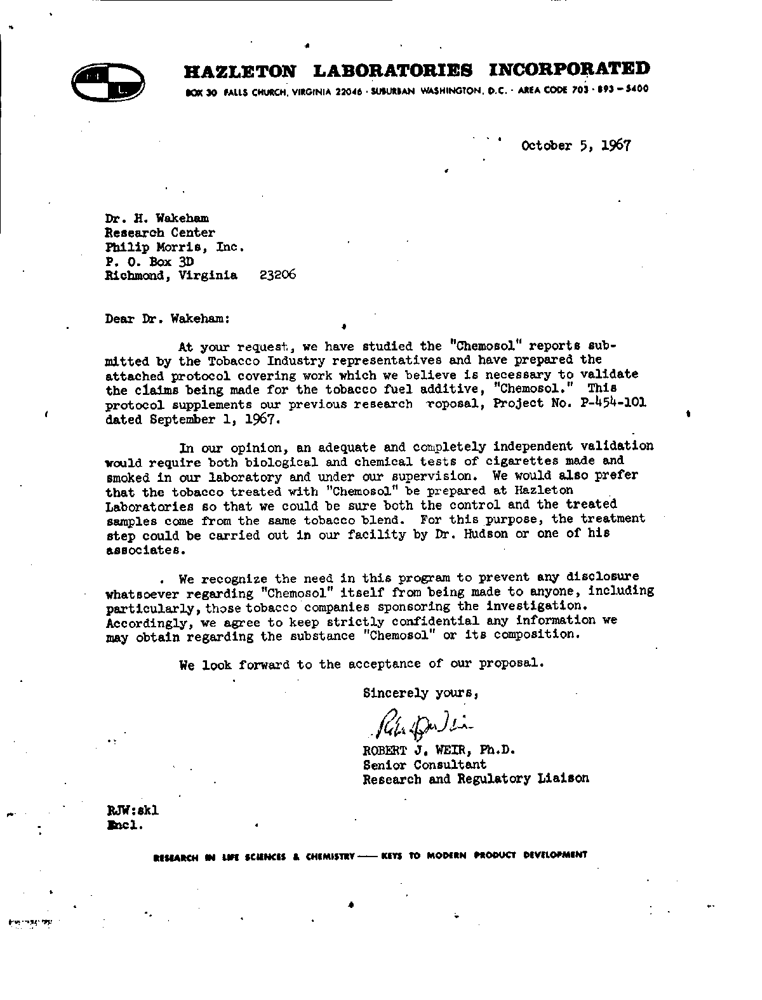 HAZLETON LABORATORIES INCORPORATED
BOX 30 FALLS CHURCH, VIRGINIA 22046 · SUBURBAN WASHINGTON, D.C. · AREA CODE 703 · 893 – 5400
October 5, 1967
Dr. H. Wakeham
Research Center
Philip Morris, Inc.
P. O. Box 3D
Richmond, Virginia 23206
Dear Dr. Wakeham:
At your request, we have studied the "Chemosol" reports sub-
mitted by the Tobacco Industry representatives and have prepared the
attached protocol covering work which we believe is necessary to validate
the claims being made for the tobacco fuel additive, "Chemosol." This
protocol supplements our previous research roposal, Project No. P-454-101
dated September 1, 1967.
In our opinion, an adequate and completely independent validation
would require both biological and chemical tests of cigarettes made and
smoked in our laboratory and under our supervision. We would also prefer
that the tobacco treated with "Chemosol" be prepared at Hazleton
Laboratories so that we could be sure both the control and the treated
samples come from the same tobacco blend. For this purpose, the treatment
step could be carried out in our facility by Dr. Hudson or one of his
associates.
We recognize the need in this program to prevent any disclosure
whatsoever regarding "Chemosol" itself from being made to anyone, including
particularly, those tobacco companies sponsoring the investigation.
Accordingly, we agree to keep strictly confidential any information we
may obtain regarding the substance "Chemosol" or its composition.
We look forward to the acceptance of our proposal.
Sincerely yours,
ROBERT J. WEIR, Ph.D.
Senior Consultant
Research and Regulatory Liaison
RJW:skl
Encl.
RESEARCH IN LIFE SCIENCES & CHEMISTRY — KEYS TO MODERN PRODUCT DEVELOPMENT